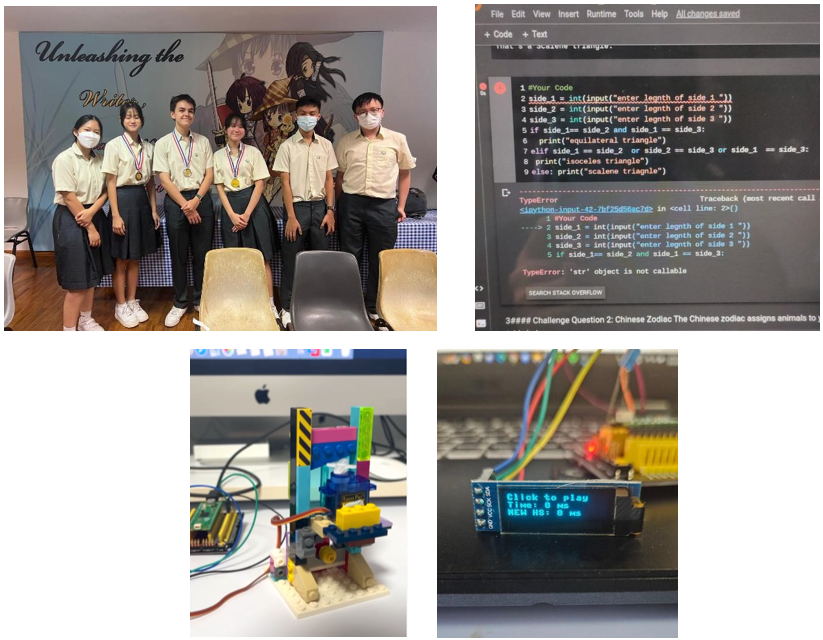 Unleashing the
Writer
File Edit View Insert Runtime Tools Help All changes saved
+ Code + Text
That's a Scalene triangle.
1 #Your Code
2 side_1 = int(input("enter legnth of side 1 "))
3 side_2 = int(input("enter legnth of side 2 "))
4 side_3 = int(input("enter legnth of side 3 "))
5 if side_1== side_2 and side_1 == side_3:
6 print("equilateral triangle")
7 elif side_1 == side_2 or side_2 == side_3 or side_1 == side_3:
8 print("isoceles triangle")
9 else: print("scalene triagnle")
TypeError Traceback (most recent call
<ipython-input-42-7bf25d56ac7d> in <cell line: 2>()
1 #Your Code
----> 2 side_1 = int(input("enter legnth of side 1 "))
3 side_2 = int(input("enter legnth of side 2 "))
4 side_3 = int(input("enter legnth of side 3 "))
5 if side_1== side_2 and side_1 == side_3:
TypeError: 'str' object is not callable
SEARCH STACK OVERFLOW
3#### Challenge Question 2: Chinese Zodiac The Chinese zodiac assigns animals to
GND VCC SCK SDA
Click to play
Time: 0 ms
NEW HS: 0 ms